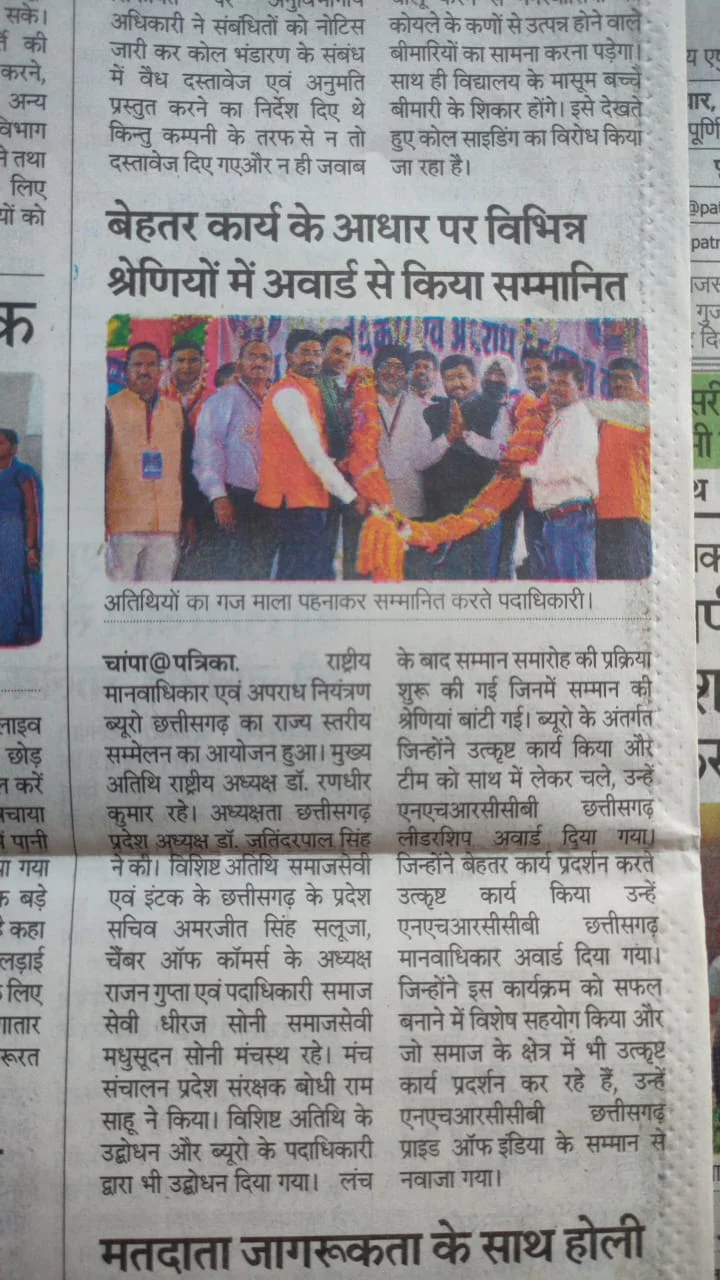 सके।
की
करने,
अन्य
विभाग
ने तथा
लिए
यों को
क
अधिकारी ने संबंधितों को नोटिस
जारी कर कोल भंडारण के संबंध
में वैध दस्तावेज एवं अनुमति
प्रस्तुत करने का निर्देश दिए थे
किन्तु कम्पनी के तरफ से न तो
दस्तावेज दिए गएऔर न ही जवाब
कोयले के कणों से उत्पन्न होने वाले
बीमारियों का सामना करना पड़ेगा।
साथ ही विद्यालय के मासूम बच्चे
बीमारी के शिकार होंगे। इसे देखते
हुए कोल साइडिंग का विरोध किया
जा रहा है।
बेहतर कार्य के आधार पर विभिन्न
श्रेणियों में अवार्ड से किया सम्मानित
एवं अपराध
अतिथियों का गज माला पहनाकर सम्मानित करते पदाधिकारी।
चांपा@पत्रिका. राष्ट्रीय
मानवाधिकार एवं अपराध नियंत्रण
ब्यूरो छत्तीसगढ़ का राज्य स्तरीय
सम्मेलन का आयोजन हुआ। मुख्य
अतिथि राष्ट्रीय अध्यक्ष डॉ. रणधीर
कुमार रहे। अध्यक्षता छत्तीसगढ़
प्रदेश अध्यक्ष डॉ. जतिंदरपाल सिंह
ने की। विशिष्ट अतिथि समाजसेवी
एवं इंटक के छत्तीसगढ़ के प्रदेश
सचिव अमरजीत सिंह सलूजा,
चैंबर ऑफ कॉमर्स के अध्यक्ष
राजन गुप्ता एवं पदाधिकारी समाज
सेवी धीरज सोनी समाजसेवी
मधुसूदन सोनी मंचस्थ रहे। मंच
संचालन प्रदेश संरक्षक बोधी राम
साहू ने किया। विशिष्ट अतिथि के
उद्बोधन और ब्यूरो के पदाधिकारी
द्वारा भी उद्बोधन दिया गया। लंच
के बाद सम्मान समारोह की प्रक्रिया
शुरू की गई जिनमें सम्मान की
श्रेणियां बांटी गई। ब्यूरो के अंतर्गत
जिन्होंने उत्कृष्ट कार्य किया और
टीम को साथ में लेकर चले, उन्हें
एनएचआरसीसीबी छत्तीसगढ़
लीडरशिप अवार्ड दिया गया।
जिन्होंने बेहतर कार्य प्रदर्शन करते
उत्कृष्ट कार्य किया उन्हें
एनएचआरसीसीबी छत्तीसगढ़
मानवाधिकार अवार्ड दिया गया।
जिन्होंने इस कार्यक्रम को सफल
बनाने में विशेष सहयोग किया और
जो समाज के क्षेत्र में भी उत्कृष्ट
कार्य प्रदर्शन कर रहे हैं, उन्हें
एनएचआरसीसीबी छत्तीसगढ़
प्राइड ऑफ इंडिया के सम्मान से
नवाजा गया।
मतदाता जागरूकता के साथ होली
लाइव
छोड़
करें
पानी
गया
बड़े
कहा
लड़ाई
लिए